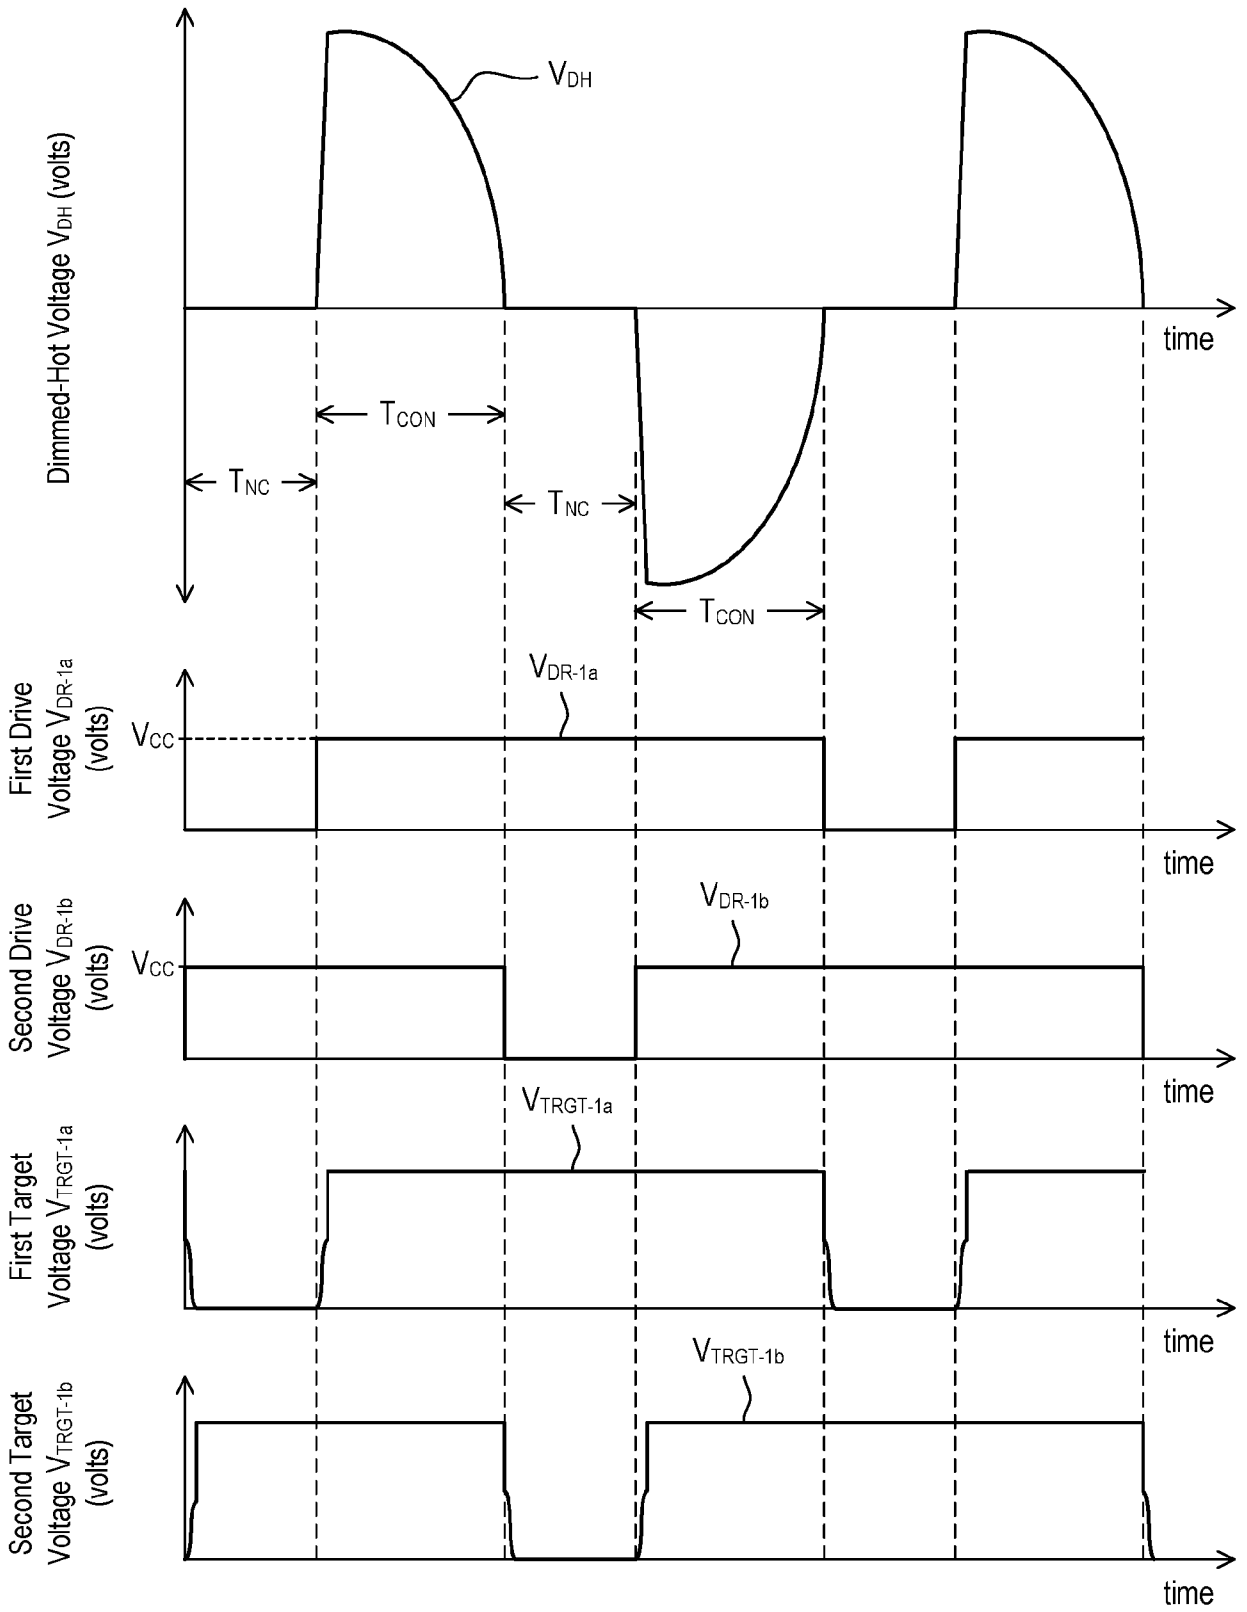 Dimmed-Hot Voltage VDH (volts)
VDH
time
TCON
TNC
TNC
TCON
First Drive
Voltage VDR-1a
(volts)
VCC
VDR-1a
time
Second Drive
Voltage VDR-1b
(volts)
VCC
VDR-1b
time
First Target
Voltage VTRGT-1a
(volts)
VTRGT-1a
time
Second Target
Voltage VTRGT-1b
(volts)
VTRGT-1b
time